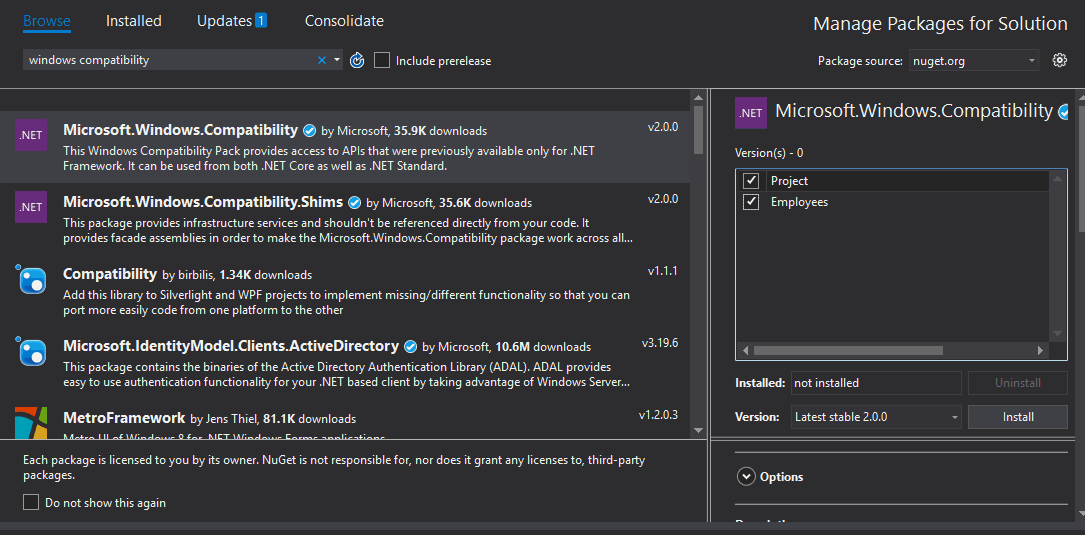 Browse Installed Updates 1 Consolidate
Manage Packages for Solution
windows compatibility
Include prerelease
Package source: nuget.org
.NET
Microsoft.Windows.Compatibility by Microsoft, 35.9K downloads v2.0.0
This Windows Compatibility Pack provides access to APIs that were previously available only for .NET
Framework. It can be used from both .NET Core as well as .NET Standard.
.NET
Microsoft.Windows.Compatibility.Shims by Microsoft, 35.6K downloads v2.0.0
This package provides infrastructure services and shouldn't be referenced directly from your code. It
provides facade assemblies in order to make the Microsoft.Windows.Compatibility package work across all...
Compatibility by birbilis, 1.34K downloads v1.1.1
Add this library to Silverlight and WPF projects to implement missing/different functionality so that you can
port more easily code from one platform to the other
Microsoft.IdentityModel.Clients.ActiveDirectory by Microsoft, 10.6M downloads v3.19.6
This package contains the binaries of the Active Directory Authentication Library (ADAL). ADAL provides
easy to use authentication functionality for your .NET based client by taking advantage of Windows Server...
MetroFramework by Jens Thiel, 81.1K downloads v1.2.0.3
Metro UI of Windows 8 for .NET Windows Forms applications
Each package is licensed to you by its owner. NuGet is not responsible for, nor does it grant any licenses to, third-party
packages.
Do not show this again
.NET
Microsoft.Windows.Compatibility
Version(s) - 0
Project
Employees
Installed: not installed Uninstall
Version: Latest stable 2.0.0 Install
Options